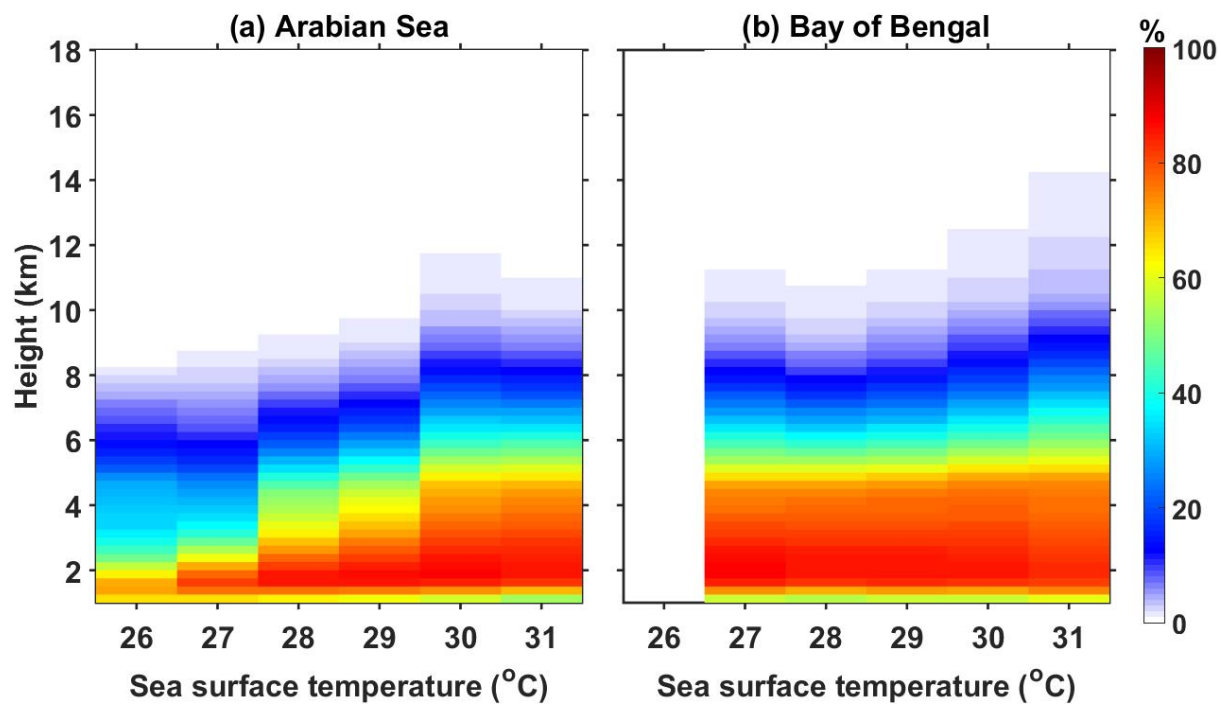 (a) Arabian Sea
(b) Bay of Bengal
%
18
16
14
12
10
8
6
4
2
Height (km)
26 27 28 29 30 31
26 27 28 29 30 31
Sea surface temperature (°C)
Sea surface temperature (°C)
100
80
60
40
20
0